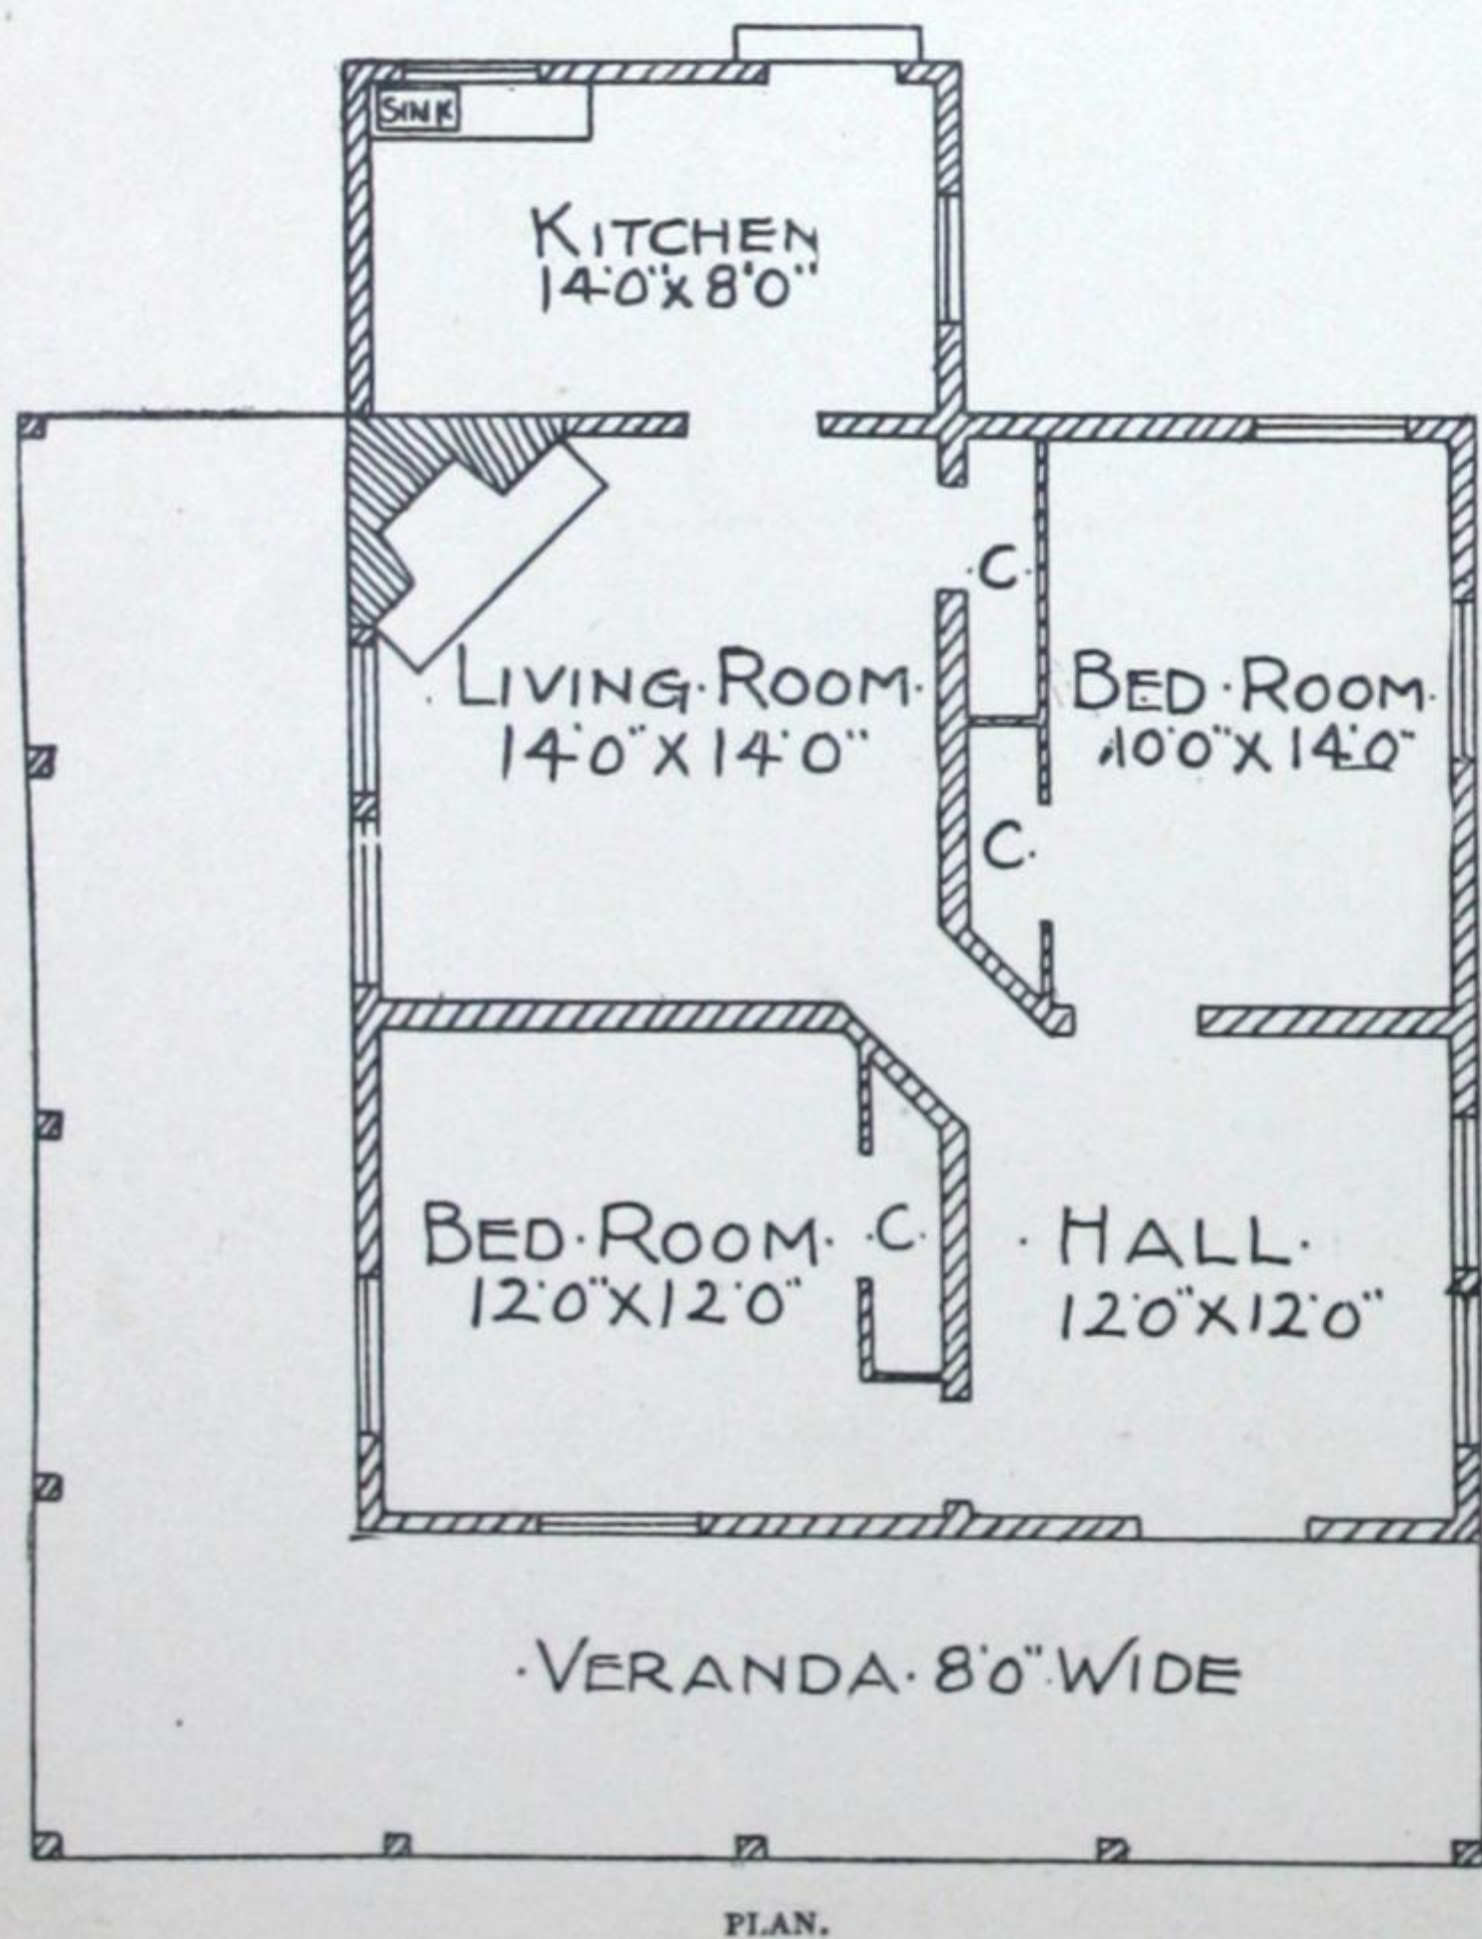 SINK
KITCHEN
14'0"X8'0"
C
LIVING·ROOM·
14'0"X14'0"
BED·ROOM·
10'0"X14'0"
C·
BED·ROOM·
12'0"X12'0"
·C·
·HALL·
12'0"X12'0"
·VERANDA·8'0"·WIDE
PLAN.